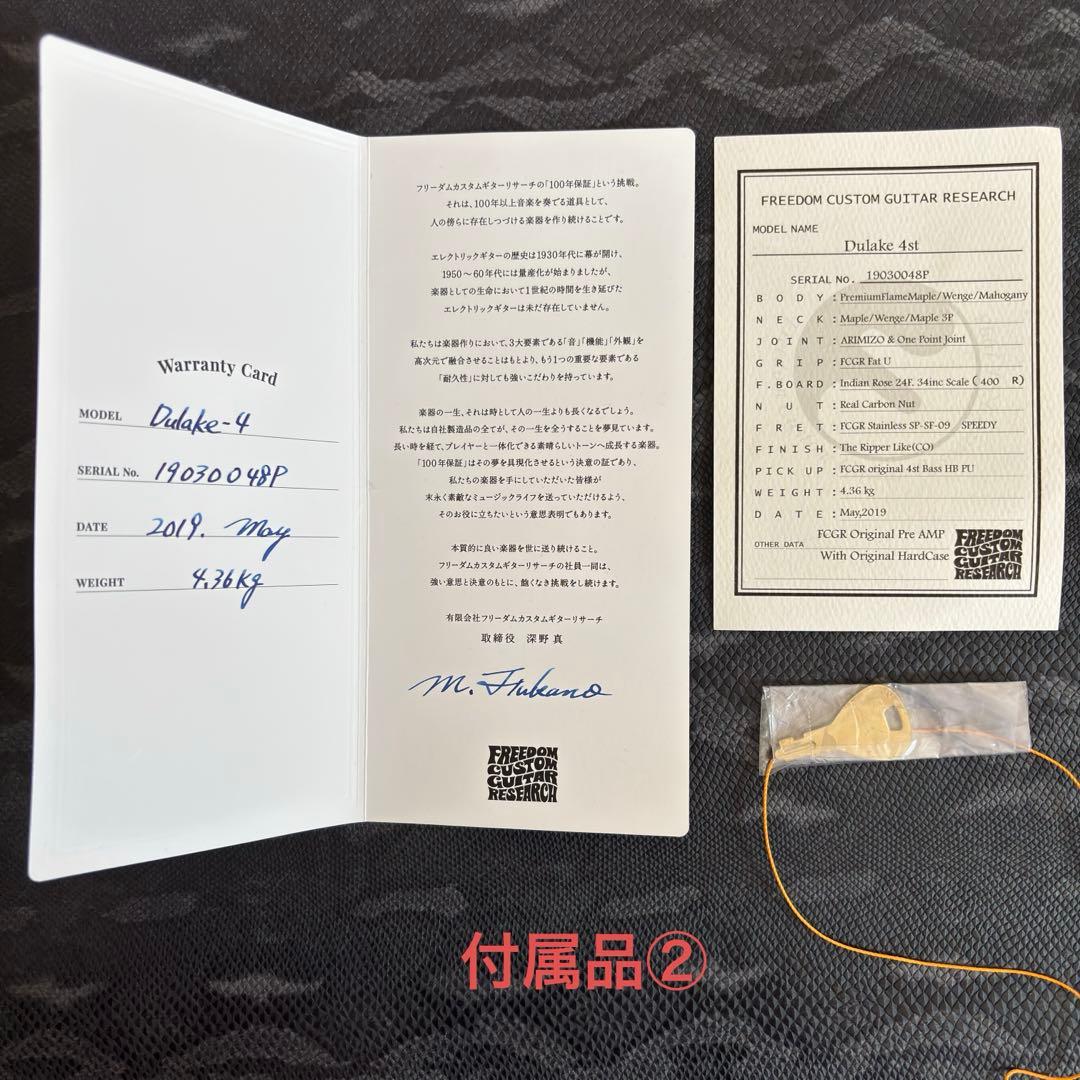 Warranty Card
MODEL Dulake-4
SERIAL No. 19030048P
DATE 2019. May
WEIGHT 4.36kg
フリーダムカスタムギターリサーチの「100年保証」という挑戦。
それは、100年以上音楽を奏でる道具として、
人の傍らに存在しつづける楽器を作り続けることです。
エレクトリックギターの歴史は1930年代に幕が開け、
1950～60年代には量産化が始まりましたが、
楽器としての生命において1世紀の時間を生き延びた
エレクトリックギターは未だ存在していません。
私たちは楽器作りにおいて、3大要素である「音」「機能」「外観」を
高次元で融合させることはもとより、もう1つの重要な要素である
「耐久性」に対しても強いこだわりを持っています。
楽器の一生、それは時として人の一生よりも長くなるでしょう。
私たちは自社製品の全てが、その一生を全うすることを夢見ています。
長い時を経て、プレイヤーと一体化できる素晴らしいトーンへ成長する楽器。
「100年保証」はその夢を具現化させるという決意の証であり、
私たちの楽器を手にしていただいた皆様が
末永く素敵なミュージックライフを送っていただけるよう、
そのお役に立ちたいという意思表明でもあります。
本質的に良い楽器を世に送り続けること。
フリーダムカスタムギターリサーチの社員一同は、
強い意思と決意のもとに、飽くなき挑戦をし続けます。
有限会社フリーダムカスタムギターリサーチ
取締役 深野 真
M. Fukano
FREEDOM
CUSTOM
GUITAR
RESEARCH
FREEDOM CUSTOM GUITAR RESEARCH
MODEL NAME
Dulake 4st
SERIAL No. 19030048P
BODY: PremiumFlameMaple/Wenge/Mahogany
NECK: Maple/Wenge/Maple 3P
JOINT: ARIMIZO & One Point Joint
GRIP: FCGR Fat U
F.BOARD: Indian Rose 24F. 34inc Scale ( 400 R)
NUT: Real Carbon Nut
FRET: FCGR Stainless SP-SF-09 SPEEDY
FINISH: The Ripper Like(CO)
PICK UP: FCGR original 4st Bass HB PU
WEIGHT: 4.36 kg
DATE: May,2019
OTHER DATA FCGR Original Pre AMP
With Original HardCase
FREEDOM
CUSTOM
GUITAR
RESEARCH
付属品②